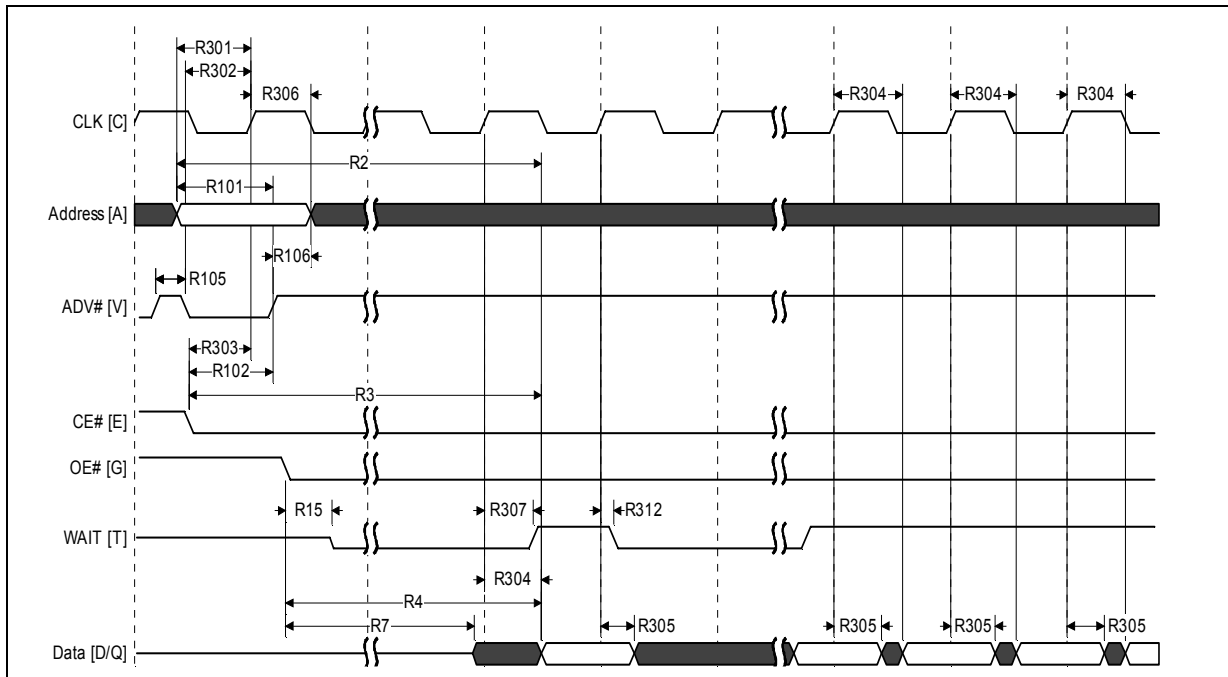 R301
R302
R306
R304
R304
R304
CLK [C]
R2
R101
Address [A]
R106
R105
ADV# [V]
R303
R102
R3
CE# [E]
OE# [G]
R15
R307
R312
WAIT [T]
R304
R4
R7
R305
R305
R305
R305
Data [D/Q]